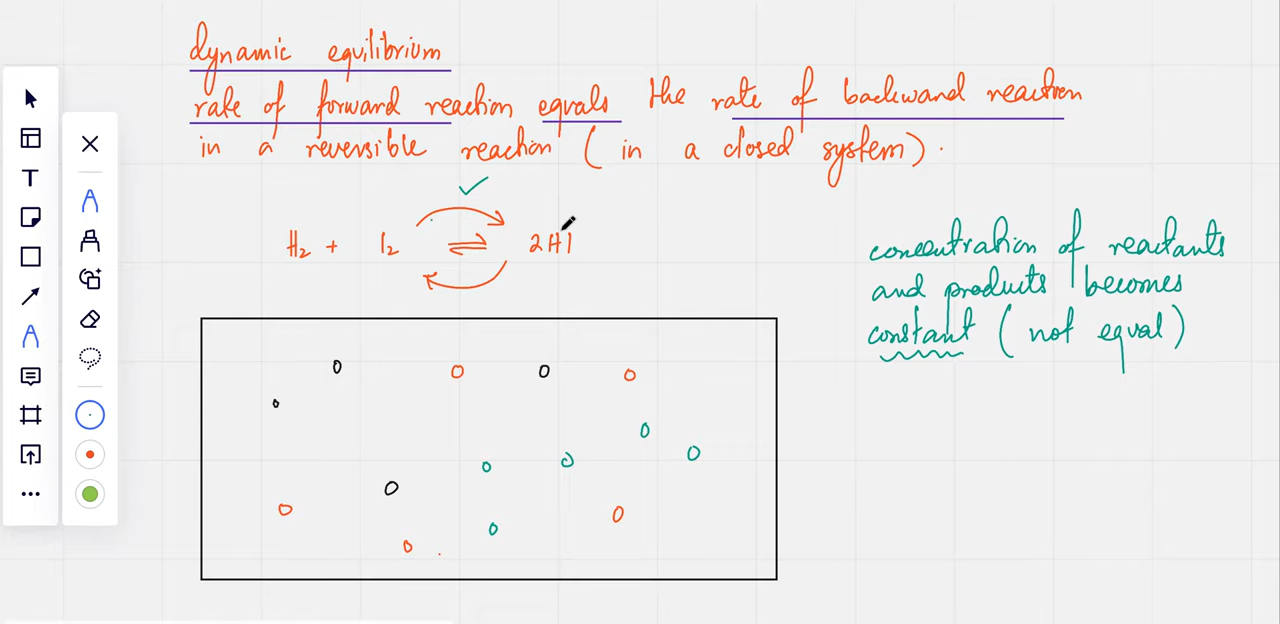 dynamic equilibrium
rate of forward reaction equals the rate of backward reaction
in a reversible reaction (in a closed system).
H₂ + I₂ ⇌ 2HI
concentration of reactants
and products becomes
constant (not equal)
T